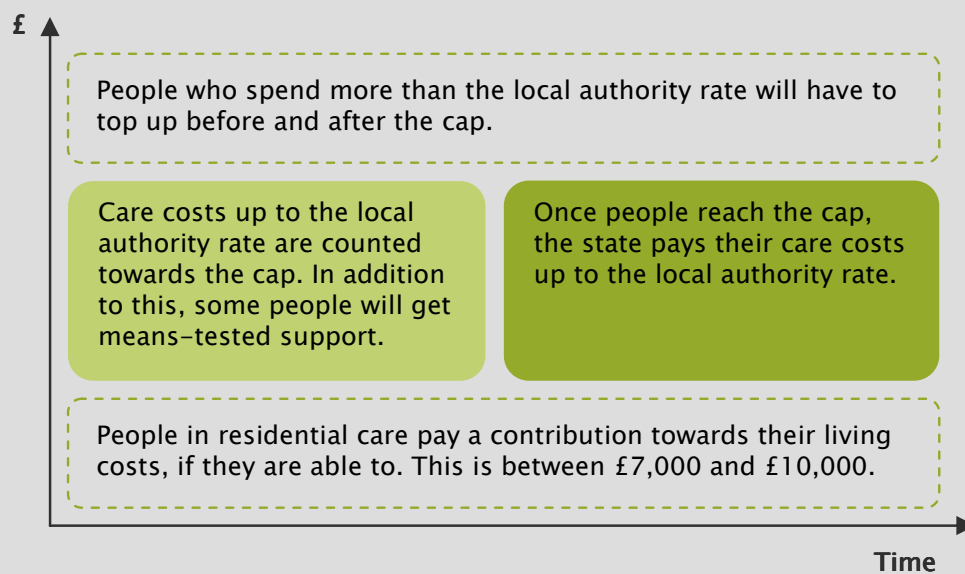 £
People who spend more than the local authority rate will have to
top up before and after the cap.
Care costs up to the local
authority rate are counted
towards the cap. In addition
to this, some people will get
means-tested support.
Once people reach the cap,
the state pays their care costs
up to the local authority rate.
People in residential care pay a contribution towards their living
costs, if they are able to. This is between £7,000 and £10,000.
Time